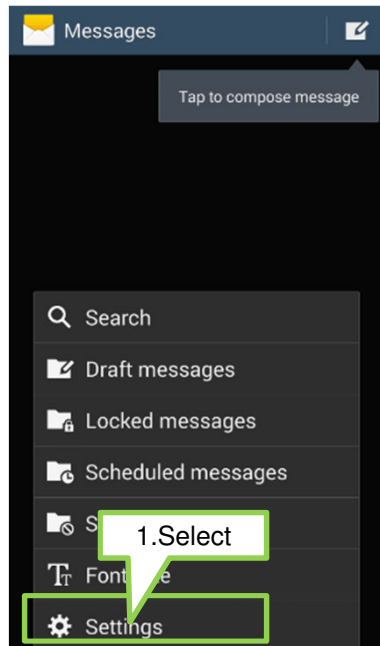 Messages
Tap to compose message
Search
Draft messages
Locked messages
Scheduled messages
1.Select
Settings